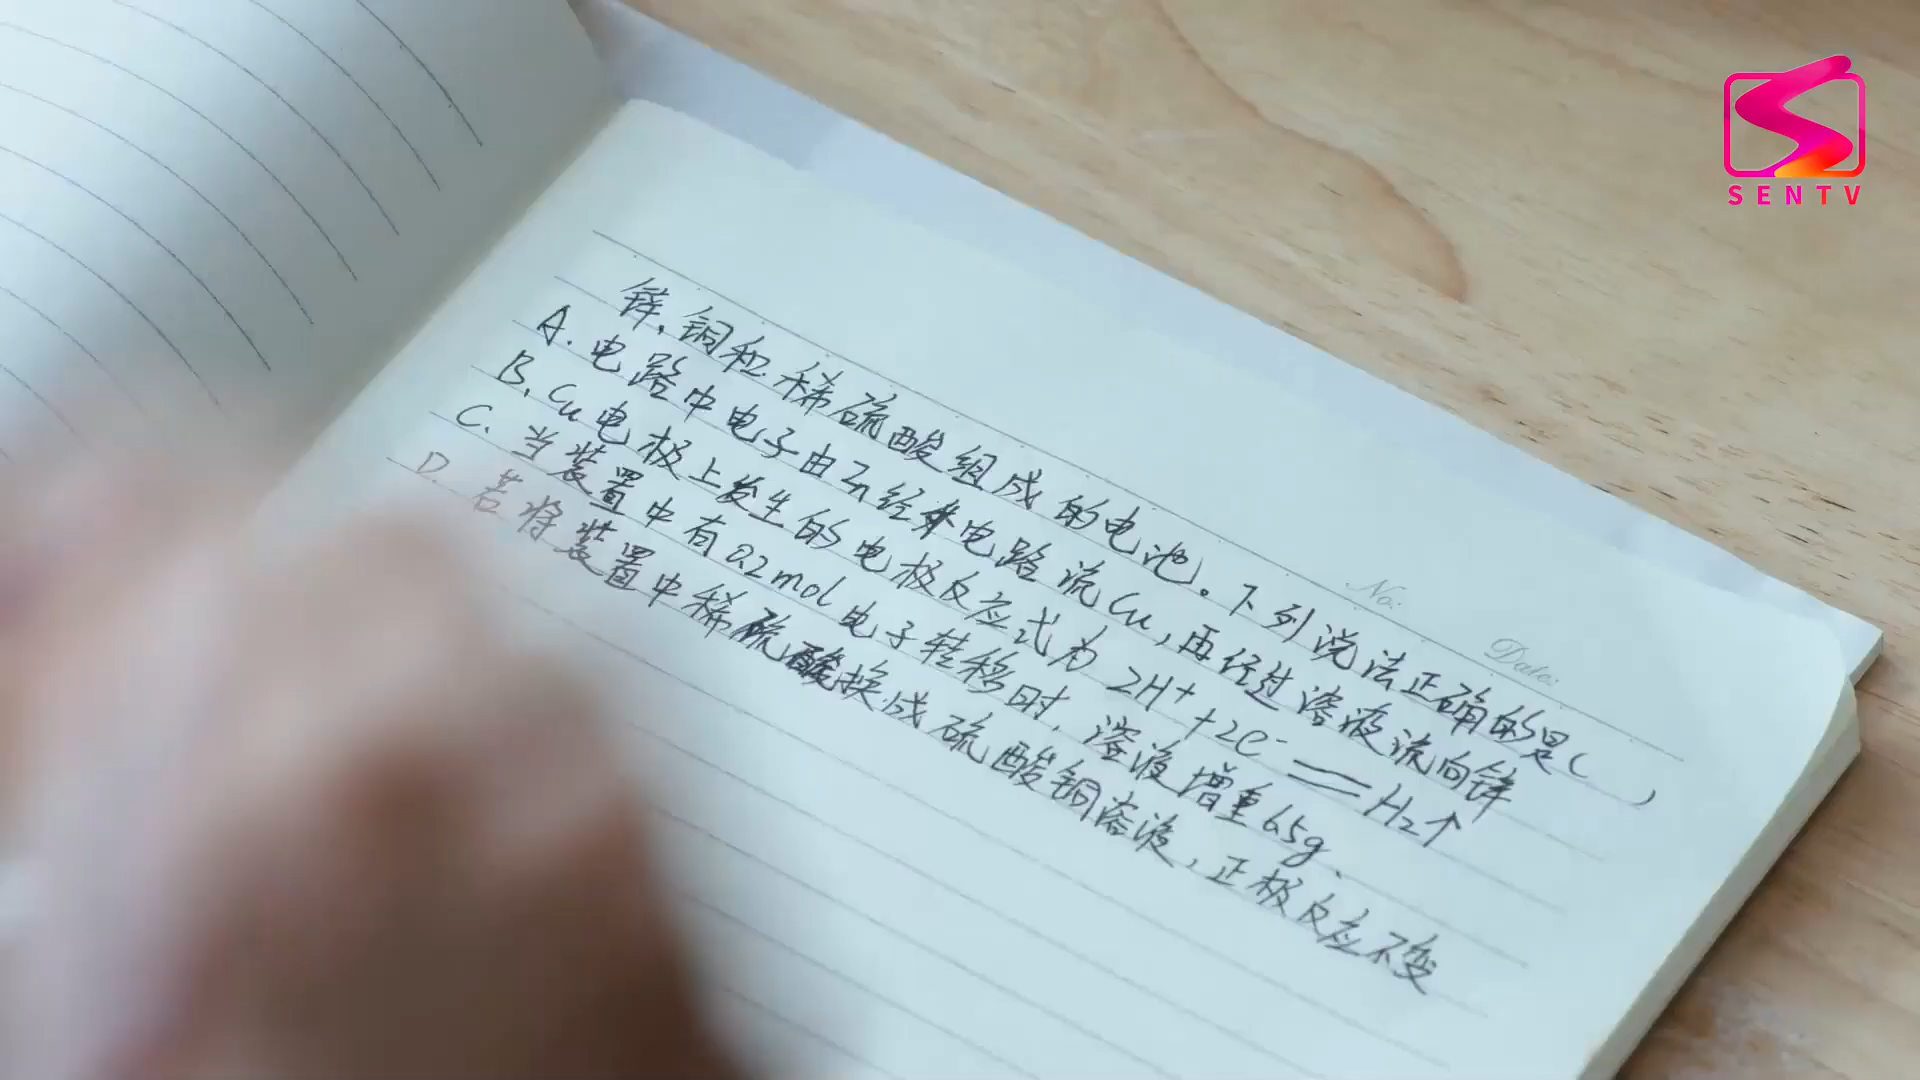 SENTV
No:
Date:
锌、铜和稀硫酸组成的电池。下列说法正确的是( )
A. 电路中电子由Zn经外电路流Cu,再经过溶液流向锌
B. Cu电极上发生的电极反应式为2H⁺+2e⁻═H₂↑
C. 当装置中有0.2mol电子转移时,溶液增重6.5g.
D. 若将装置中稀硫酸换成硫酸铜溶液,正极反应不变